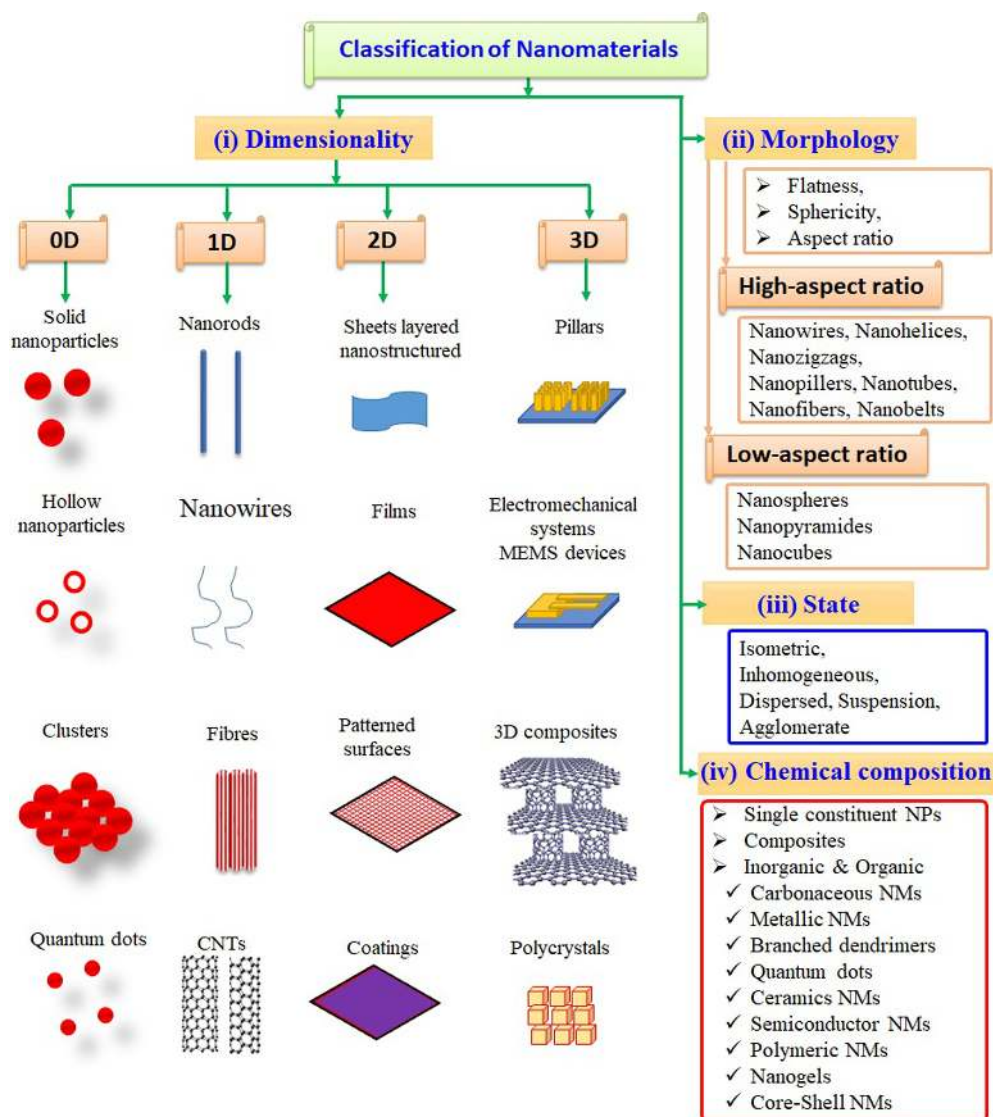 Classification of Nanomaterials
(i) Dimensionality
0D
1D
2D
3D
Solid
nanoparticles
Nanorods
Sheets layered
nanostructured
Pillars
Hollow
nanoparticles
Nanowires
Films
Electromechanical
systems
MEMS devices
Clusters
Fibres
Patterned
surfaces
3D composites
Quantum dots
CNTs
Coatings
Polycrystals
(ii) Morphology
➢ Flatness,
➢ Sphericity,
➢ Aspect ratio
High-aspect ratio
Nanowires, Nanohelices,
Nanozigzags,
Nanopillers, Nanotubes,
Nanofibers, Nanobelts
Low-aspect ratio
Nanospheres
Nanopyramides
Nanocubes
(iii) State
Isometric,
Inhomogeneous,
Dispersed, Suspension,
Agglomerate
(iv) Chemical composition
➢ Single constituent NPs
➢ Composites
➢ Inorganic & Organic
✓ Carbonaceous NMs
✓ Metallic NMs
✓ Branched dendrimers
✓ Quantum dots
✓ Ceramics NMs
✓ Semiconductor NMs
✓ Polymeric NMs
✓ Nanogels
✓ Core-Shell NMs